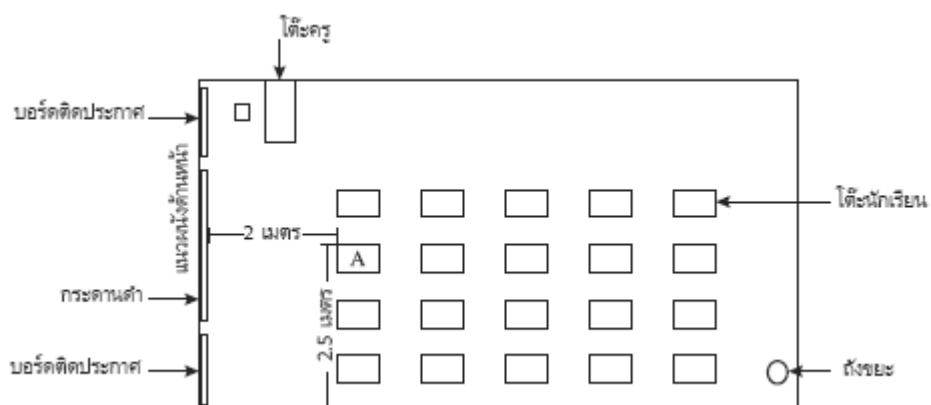 โต๊ะครู
บอร์ดติดประกาศ
แนวผนังด้านหน้า
โต๊ะนักเรียน
2 เมตร
A
กระดานดำ
2.5 เมตร
บอร์ดติดประกาศ
ถังขยะ